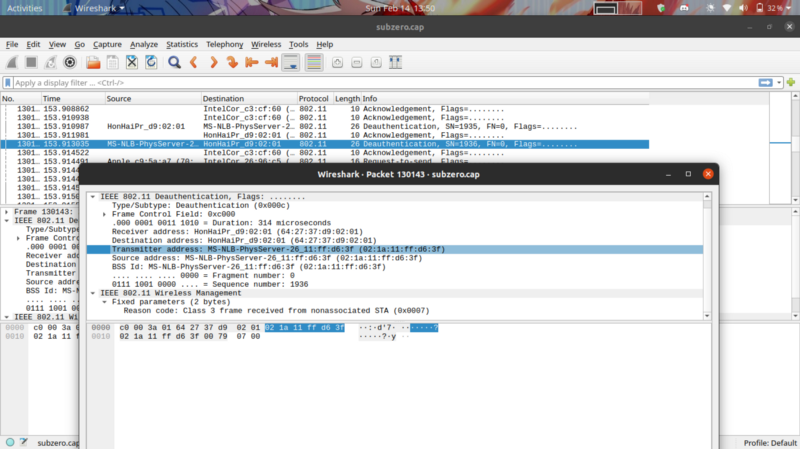 Activities Wireshark Sun Feb 14 13:50 32 %
subzero.cap
File Edit View Go Capture Analyze Statistics Telephony Wireless Tools Help
Apply a display filter ... <Ctrl-/>
No. Time Source Destination Protocol Length Info
1301… 153.908862 IntelCor_c3:cf:60 (… 802.11 10 Acknowledgement, Flags=........
1301… 153.910938 IntelCor_c3:cf:60 (… 802.11 10 Acknowledgement, Flags=........
1301… 153.910987 HonHaiPr_d9:02:01 MS-NLB-PhysServer-2… 802.11 26 Deauthentication, SN=1935, FN=0, Flags=........
1301… 153.911981 HonHaiPr_d9:02:01 (… 802.11 10 Acknowledgement, Flags=........
1301… 153.913035 MS-NLB-PhysServer-2… HonHaiPr_d9:02:01 802.11 26 Deauthentication, SN=1936, FN=0, Flags=........
1301… 153.914522 IntelCor_c3:cf:60 (… 802.11 10 Acknowledgement, Flags=........
1301… 153.914491 Apple_c9:5a:a7 (70: IntelCor_26:96:c5 (… 802.11 16 Request-to-send, Flags=
1301… 153.9144
1301… 153.9144
1301… 153.9145
1301… 153.9150
Wireshark · Packet 130143 · subzero.cap
Frame 130143:
IEEE 802.11 De
Type/Subtype
Frame Contro
.000 0001 00
Receiver add
Destination
Transmitter
Source addre
BSS Id: MS-N
.... .... ..
0111 1001 00
IEEE 802.11 Wi
IEEE 802.11 Deauthentication, Flags: ........
Type/Subtype: Deauthentication (0x000c)
Frame Control Field: 0xc000
.000 0001 0011 1010 = Duration: 314 microseconds
Receiver address: HonHaiPr_d9:02:01 (64:27:37:d9:02:01)
Destination address: HonHaiPr_d9:02:01 (64:27:37:d9:02:01)
Transmitter address: MS-NLB-PhysServer-26_11:ff:d6:3f (02:1a:11:ff:d6:3f)
Source address: MS-NLB-PhysServer-26_11:ff:d6:3f (02:1a:11:ff:d6:3f)
BSS Id: MS-NLB-PhysServer-26_11:ff:d6:3f (02:1a:11:ff:d6:3f)
.... .... .... 0000 = Fragment number: 0
0111 1001 0000 .... = Sequence number: 1936
IEEE 802.11 Wireless Management
Fixed parameters (2 bytes)
Reason code: Class 3 frame received from nonassociated STA (0x0007)
0000 c0 00 3a 0
0010 02 1a 11 f
0000 c0 00 3a 01 64 27 37 d9 02 01 02 1a 11 ff d6 3f ··:·d'7· ·······?
0010 02 1a 11 ff d6 3f 00 79 07 00 ·····?·y ··
subzero.cap
Profile: Default